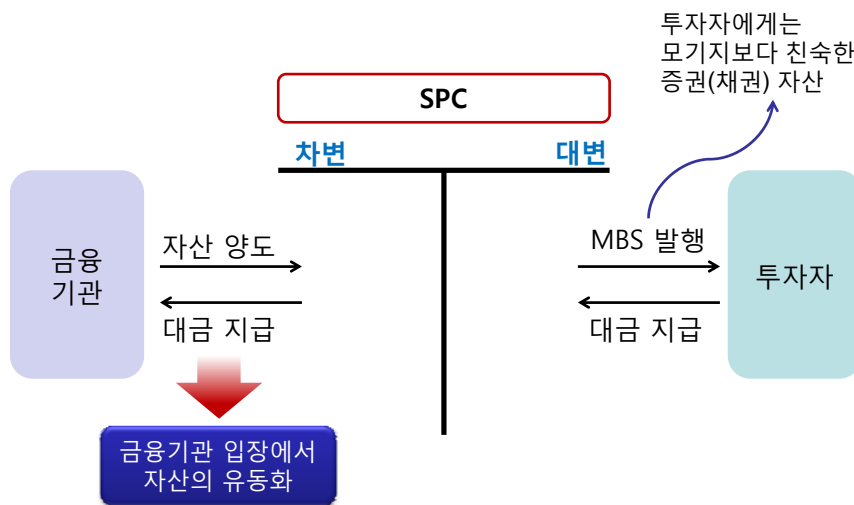 투자자에게는
모기지보다 친숙한
증권(채권) 자산
SPC
차변
대변
금융
기관
자산 양도
대금 지급
MBS 발행
대금 지급
투자자
금융기관 입장에서
자산의 유동화